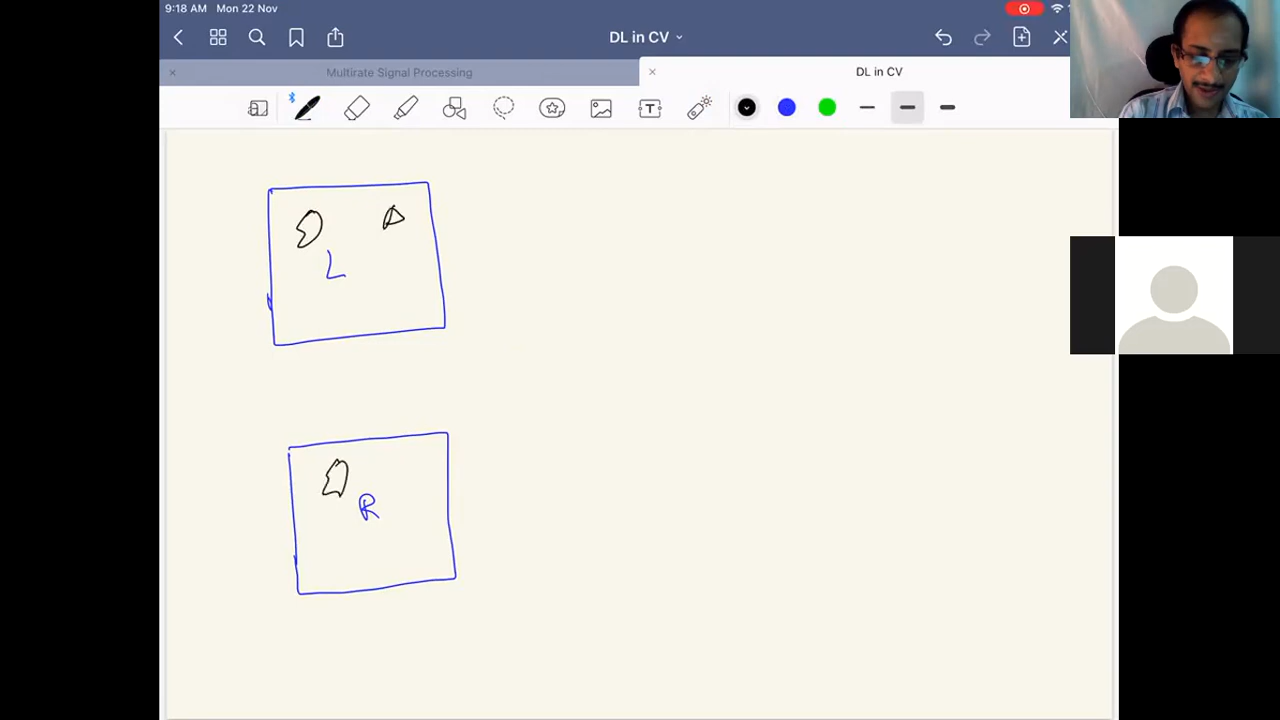 9:18 AM Mon 22 Nov
DL in CV
Multirate Signal Processing
DL in CV
T
L
R